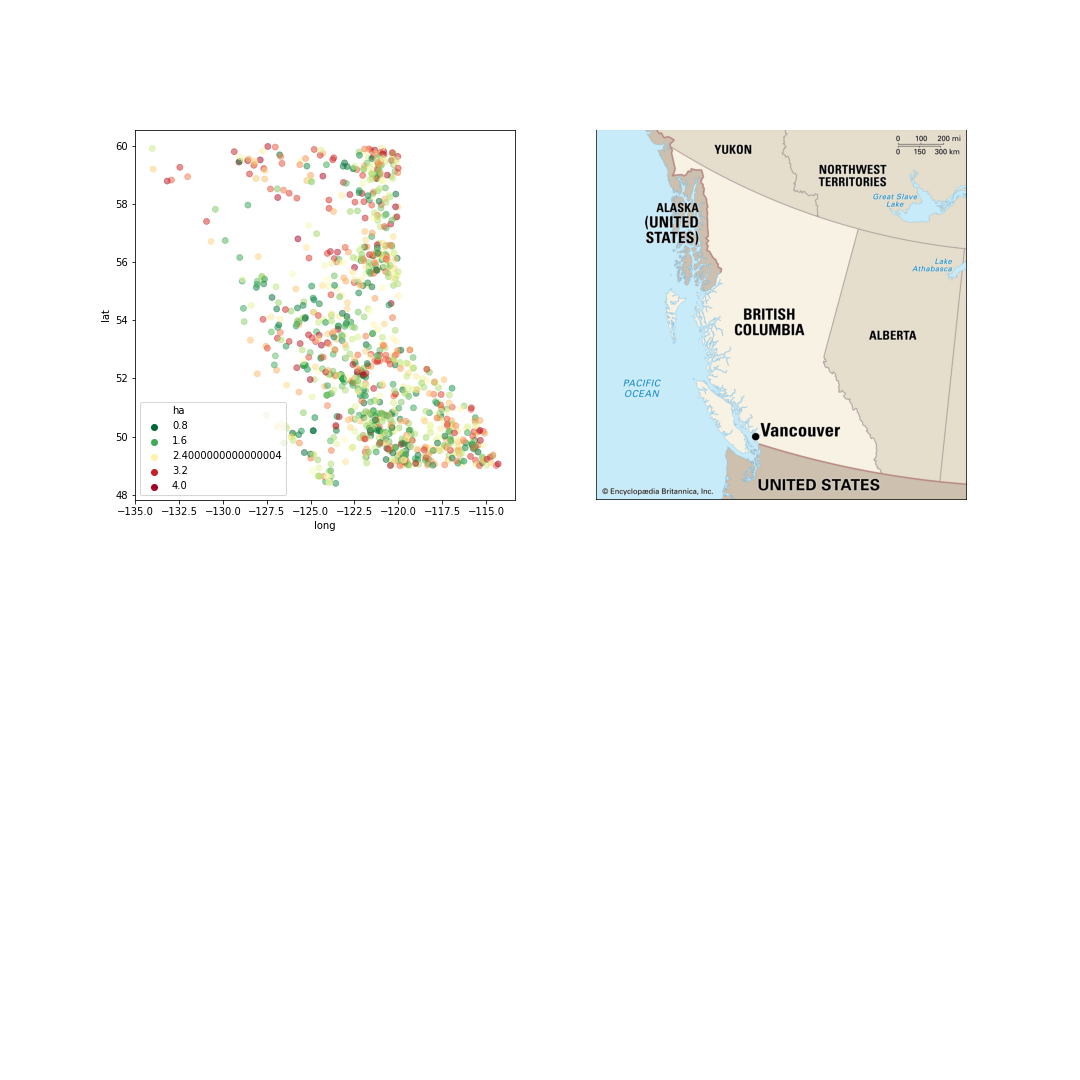 60
58
56
54
52
50
48
lat
ha
0.8
1.6
2.4000000000000004
3.2
4.0
−135.0 −132.5 −130.0 −127.5 −125.0 −122.5 −120.0 −117.5 −115.0
long
YUKON
0 100 200 mi
0 150 300 km
NORTHWEST
TERRITORIES
Great Slave
Lake
ALASKA
(UNITED
STATES)
Lake
Athabasca
BRITISH
COLUMBIA
ALBERTA
PACIFIC
OCEAN
Vancouver
UNITED STATES
© Encyclopædia Britannica, Inc.